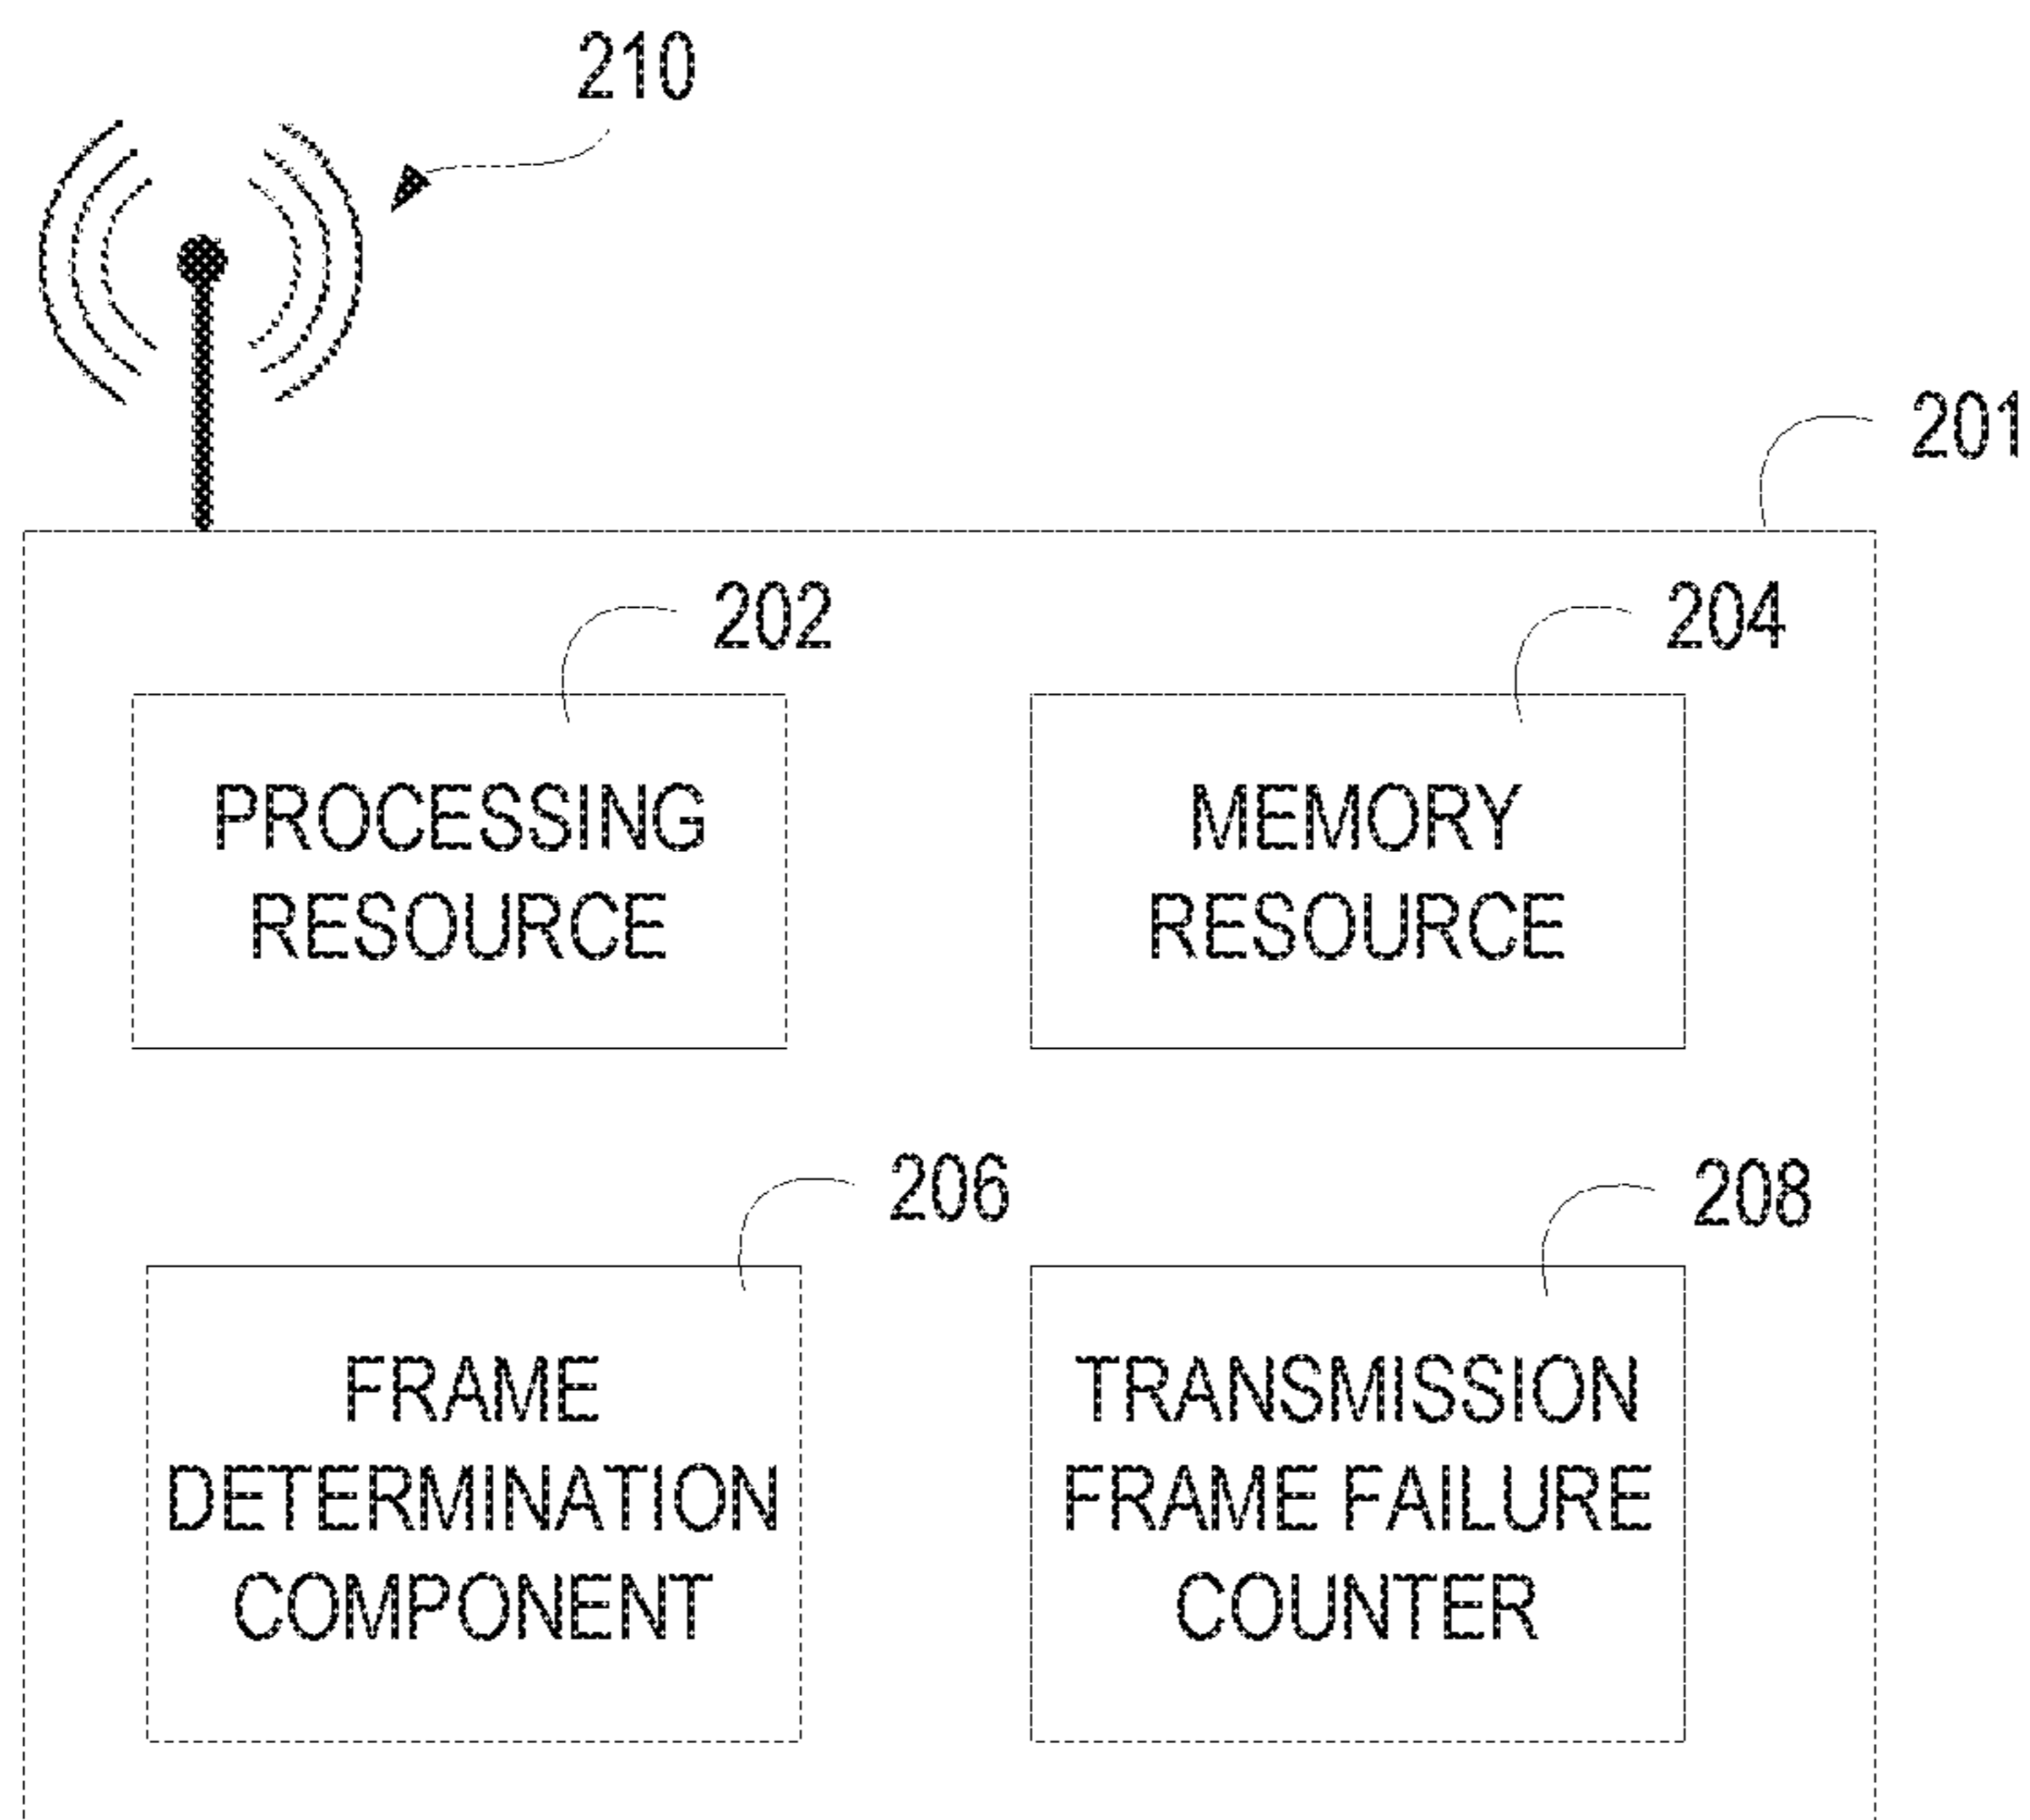 210
201
202
204
PROCESSING
RESOURCE
MEMORY
RESOURCE
206
208
FRAME
DETERMINATION
COMPONENT
TRANSMISSION
FRAME FAILURE
COUNTER